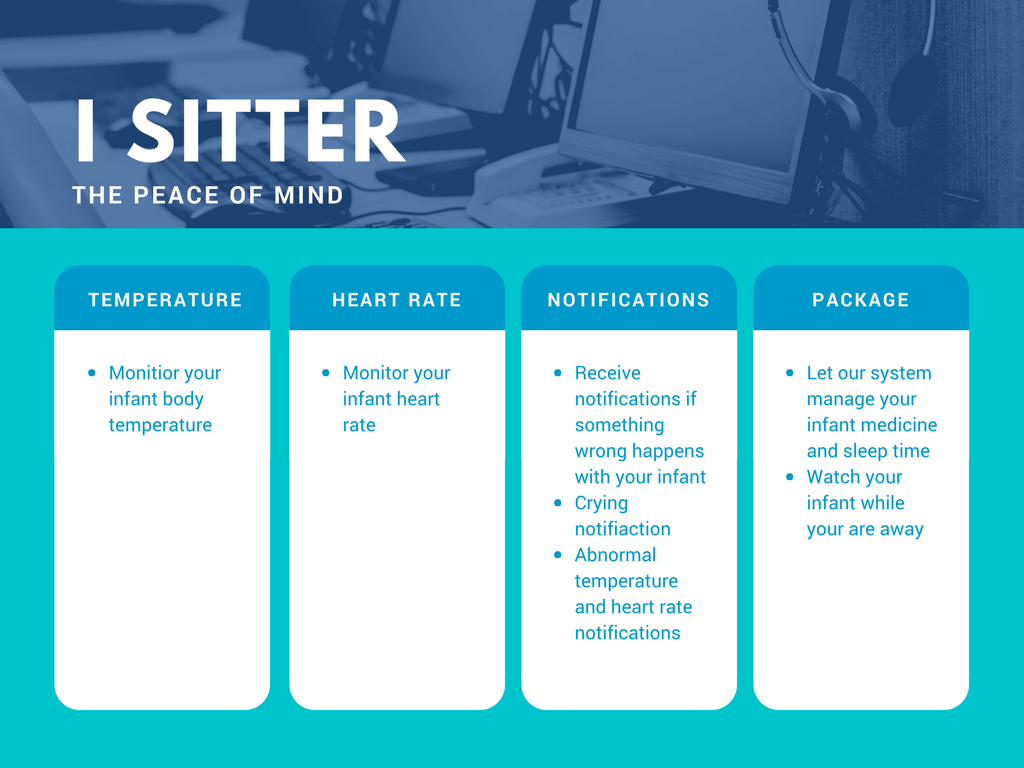 I SITTER
THE PEACE OF MIND
TEMPERATURE
Monitior your
infant body
temperature
HEART RATE
Monitor your
infant heart
rate
NOTIFICATIONS
Receive
notifications if
something
wrong happens
with your infant
Crying
notifiaction
Abnormal
temperature
and heart rate
notifications
PACKAGE
Let our system
manage your
infant medicine
and sleep time
Watch your
infant while
your are away